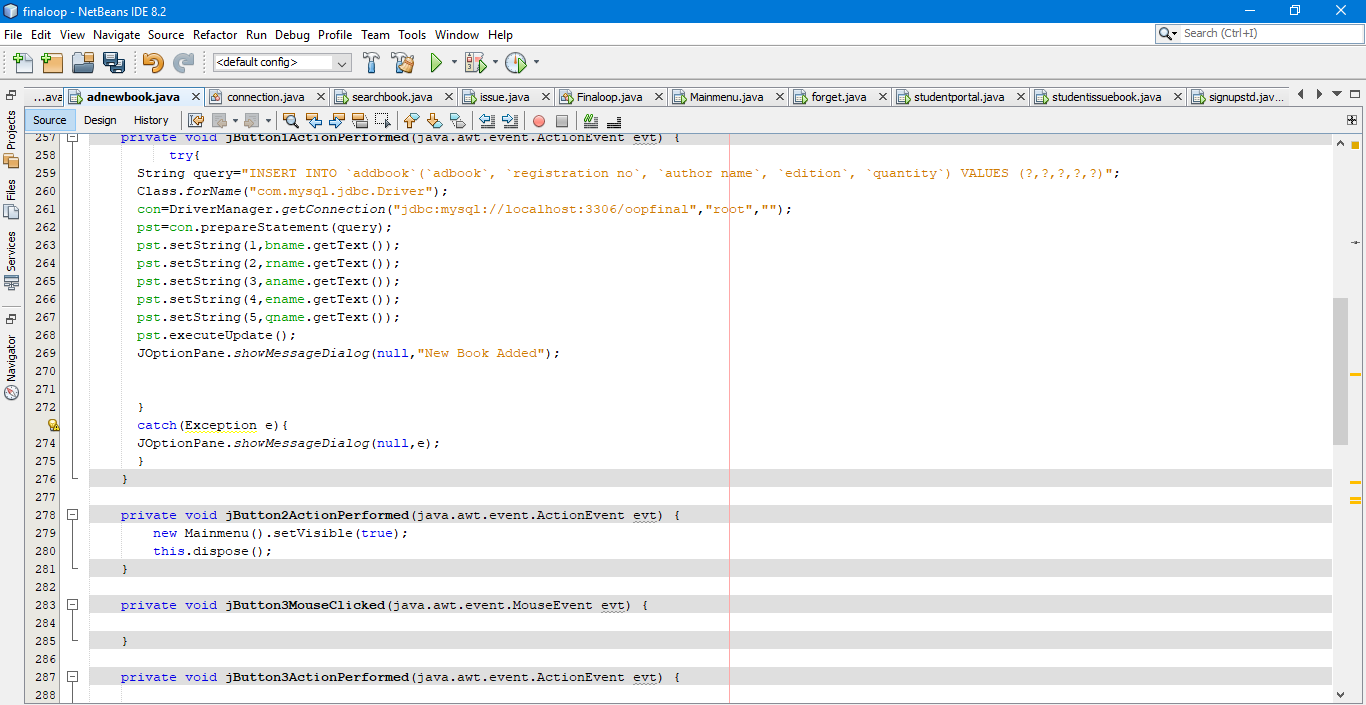 finaloop - NetBeans IDE 8.2
File Edit View Navigate Source Refactor Run Debug Profile Team Tools Window Help
Search (Ctrl+I)
<default config>
...ava adnewbook.java connection.java searchbook.java issue.java Finaloop.java Mainmenu.java forget.java studentportal.java studentissuebook.java signupstd.jav...
Source Design History
Projects
Files
Services
Navigator
257 private void jButton1ActionPerformed(java.awt.event.ActionEvent evt) {
258 try{
259 String query="INSERT INTO `addbook`(`adbook`, `registration no`, `author name`, `edition`, `quantity`) VALUES (?,?,?,?,?)";
260 Class.forName("com.mysql.jdbc.Driver");
261 con=DriverManager.getConnection("jdbc:mysql://localhost:3306/oopfinal","root","");
262 pst=con.prepareStatement(query);
263 pst.setString(1,bname.getText());
264 pst.setString(2,rname.getText());
265 pst.setString(3,aname.getText());
266 pst.setString(4,ename.getText());
267 pst.setString(5,qname.getText());
268 pst.executeUpdate();
269 JOptionPane.showMessageDialog(null,"New Book Added");
270
271
272 }
catch(Exception e){
274 JOptionPane.showMessageDialog(null,e);
275 }
276 }
277
278 private void jButton2ActionPerformed(java.awt.event.ActionEvent evt) {
279 new Mainmenu().setVisible(true);
280 this.dispose();
281 }
282
283 private void jButton3MouseClicked(java.awt.event.MouseEvent evt) {
284
285 }
286
287 private void jButton3ActionPerformed(java.awt.event.ActionEvent evt) {
288